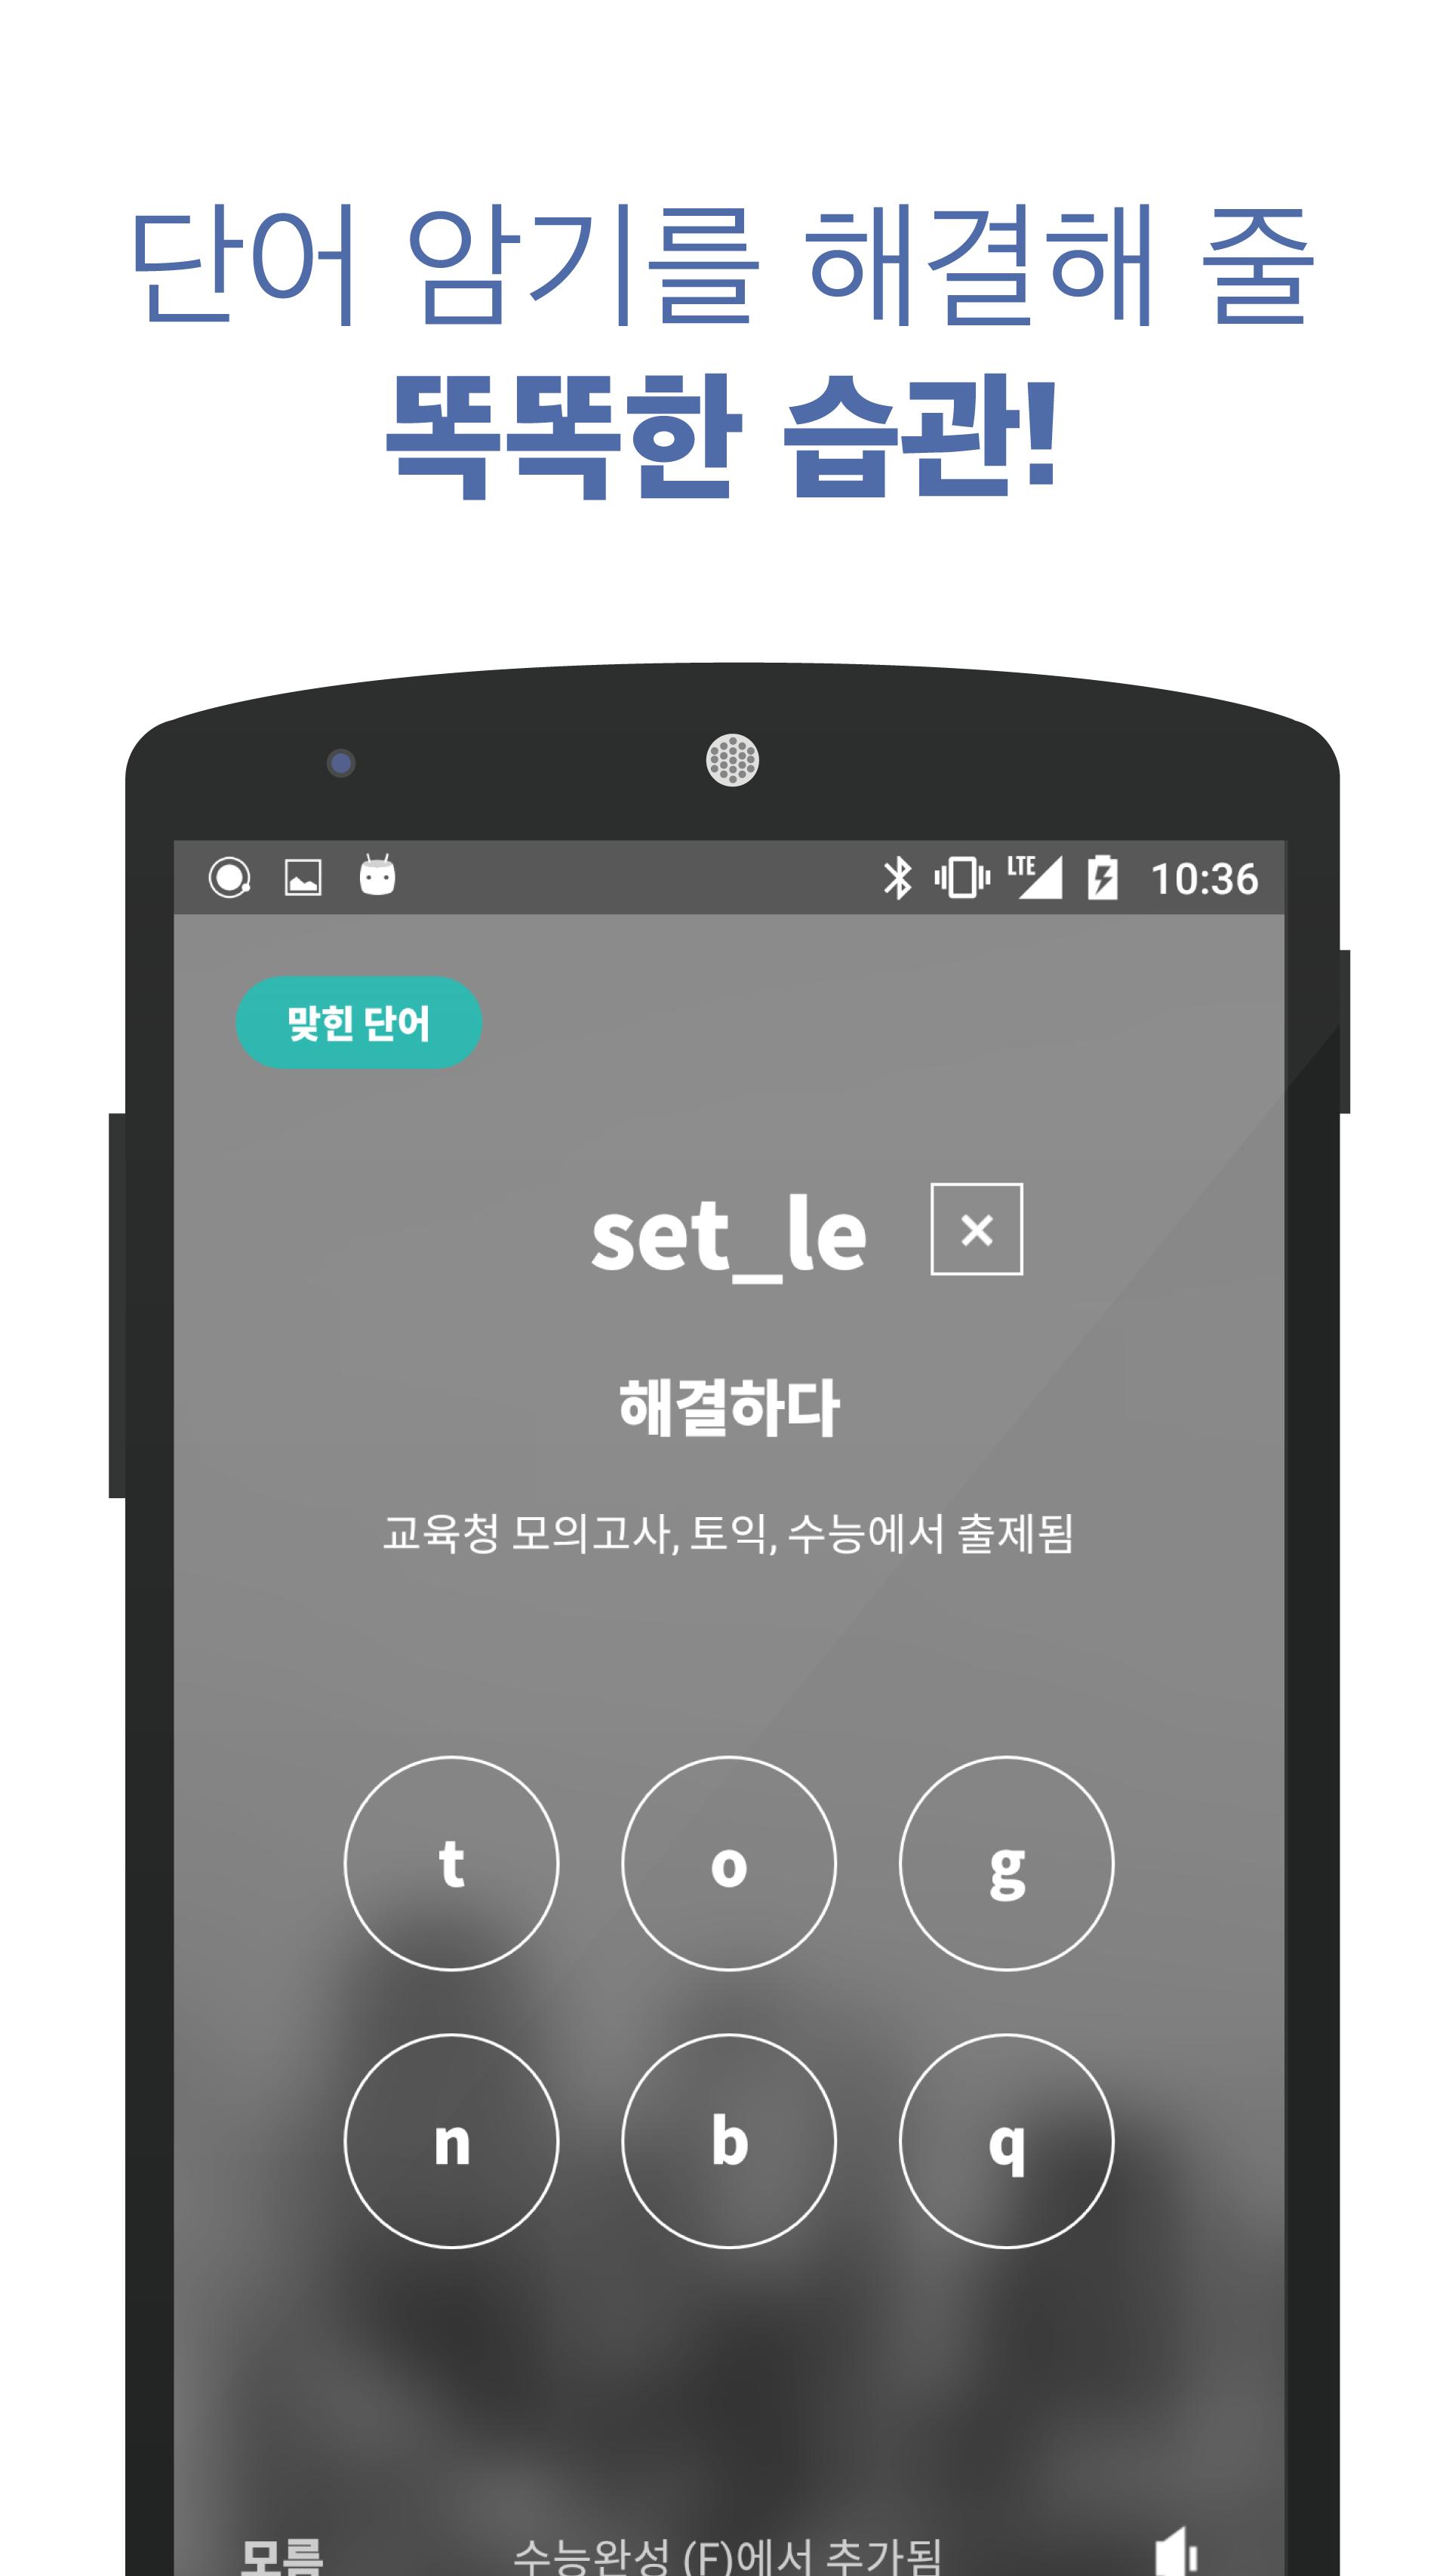 단어 암기를 해결해 줄
똑똑한 습관!
LTE 10:36
맞힌 단어
set_le
해결하다
교육청 모의고사, 토익, 수능에서 출제됨
t o g
n b q
모름 수능완성 (F)에서 추가됨